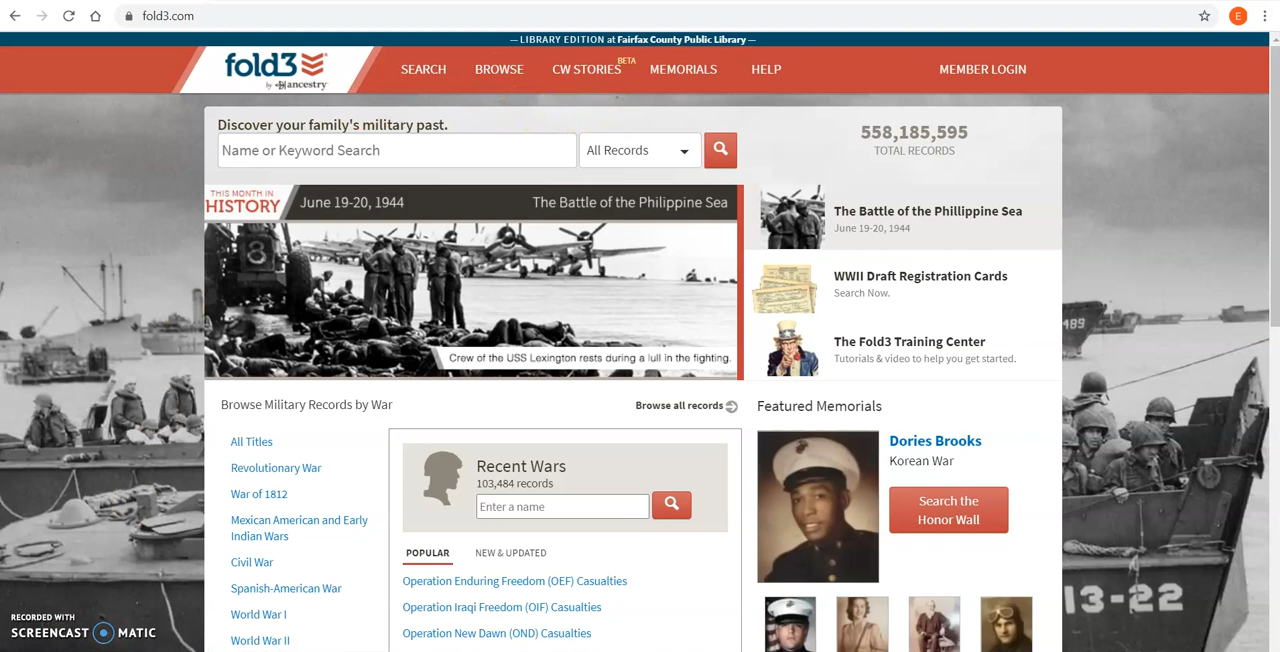 fold3.com
E
— LIBRARY EDITION at Fairfax County Public Library —
fold3
by ancestry
SEARCH BROWSE CW STORIES BETA MEMORIALS HELP MEMBER LOGIN
Discover your family's military past.
Name or Keyword Search
All Records
558,185,595
TOTAL RECORDS
THIS MONTH IN
HISTORY
June 19-20, 1944 The Battle of the Philippine Sea
8
Crew of the USS Lexington rests during a lull in the fighting.
The Battle of the Phillippine Sea
June 19-20, 1944
WWII Draft Registration Cards
Search Now.
The Fold3 Training Center
Tutorials & video to help you get started.
Browse Military Records by War
Browse all records
All Titles
Revolutionary War
War of 1812
Mexican American and Early
Indian Wars
Civil War
Spanish-American War
World War I
World War II
Recent Wars
103,484 records
Enter a name
POPULAR NEW & UPDATED
Operation Enduring Freedom (OEF) Casualties
Operation Iraqi Freedom (OIF) Casualties
Operation New Dawn (OND) Casualties
Featured Memorials
Dories Brooks
Korean War
Search the
Honor Wall
489
13-22
RECORDED WITH
SCREENCAST MATIC